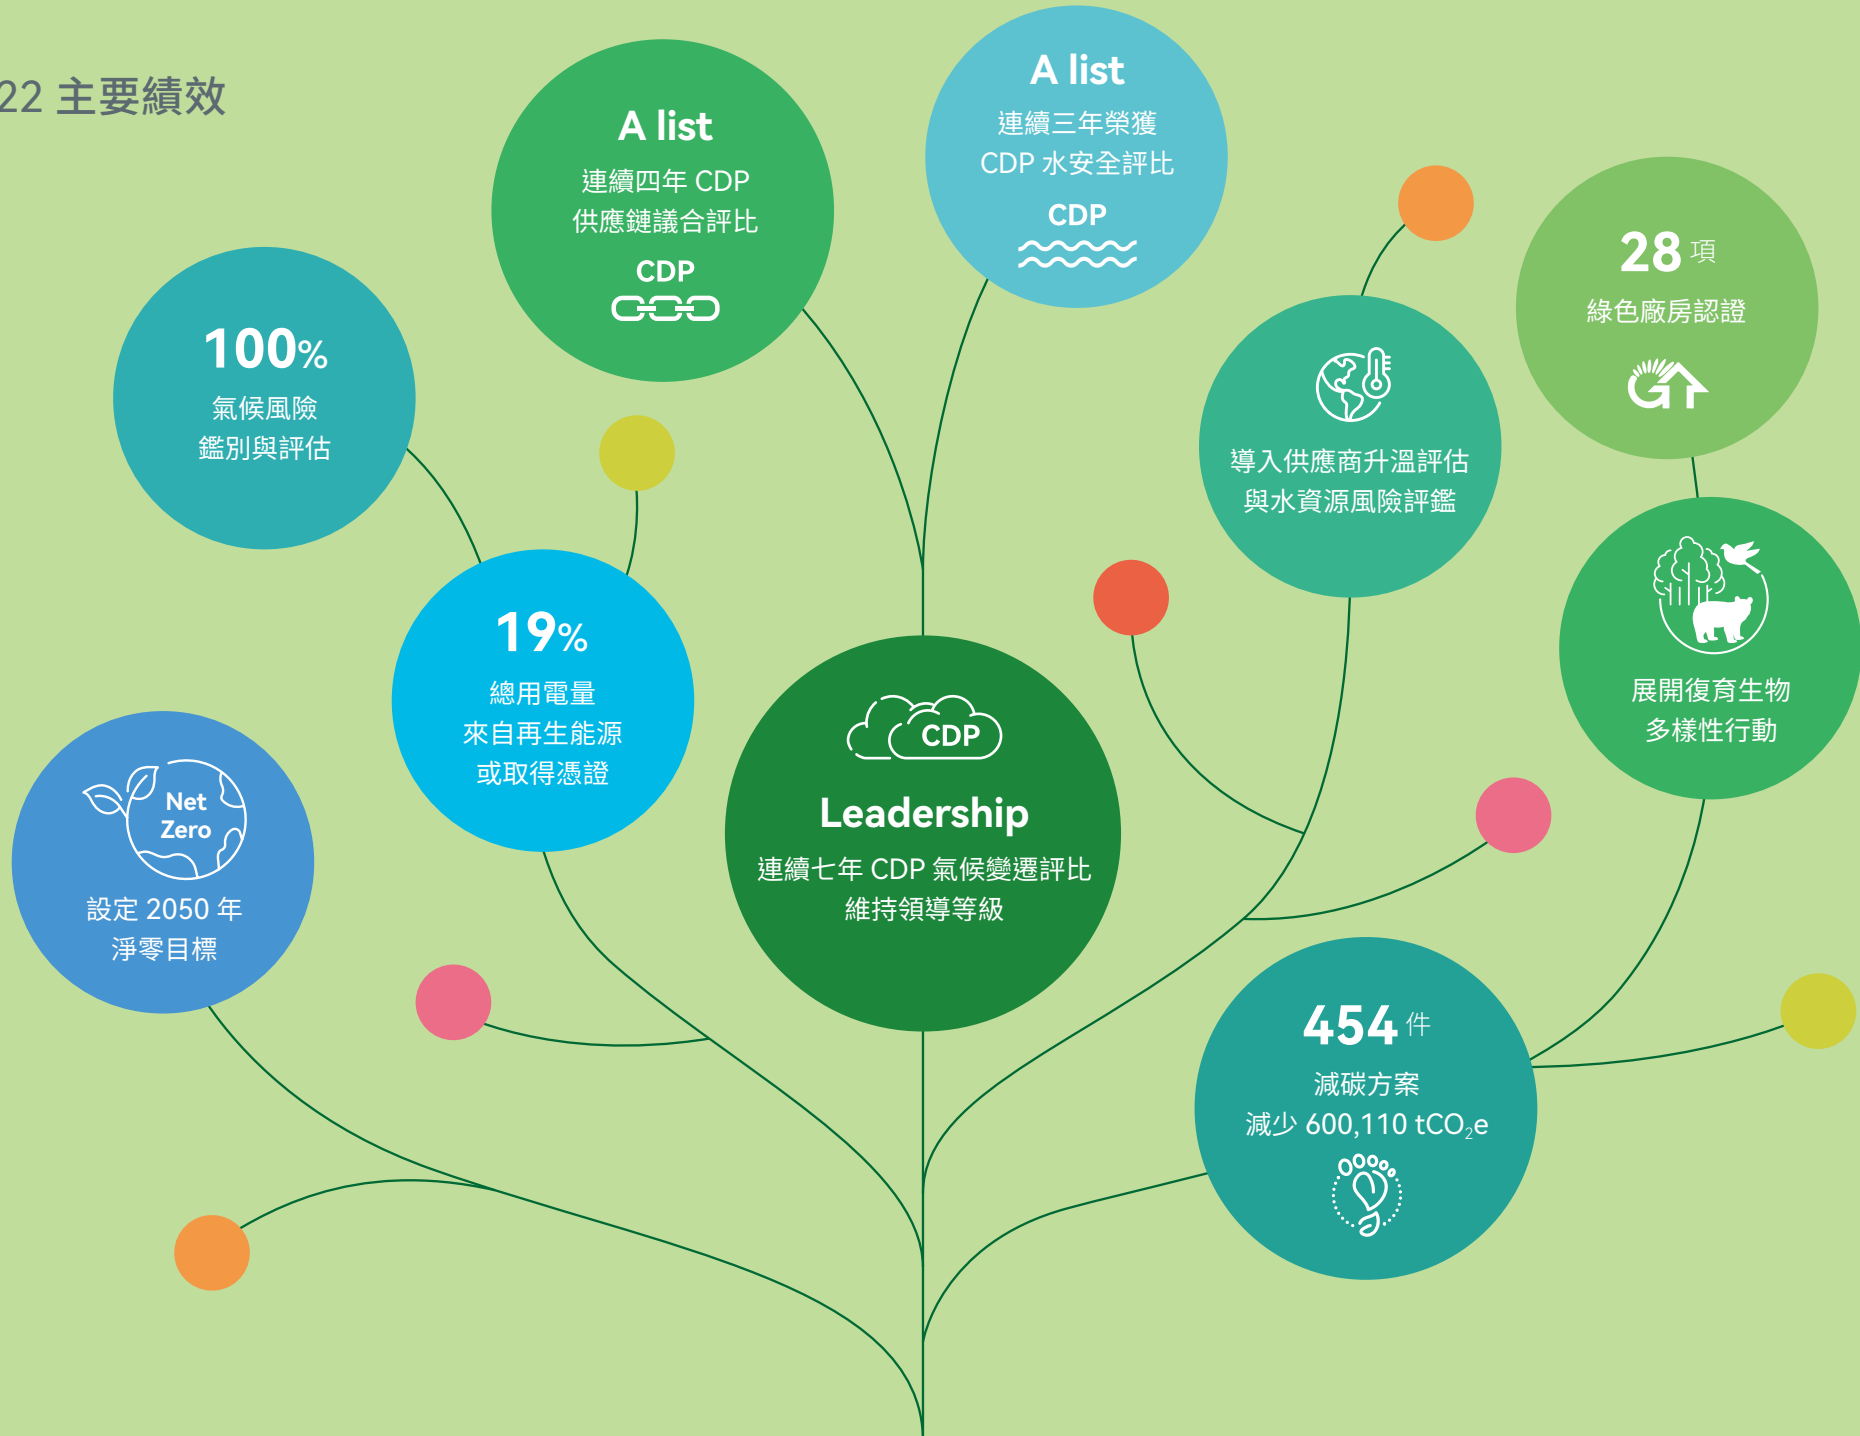 22 主要績效
A list
連續四年 CDP
供應鏈議合評比
CDP
A list
連續三年榮獲
CDP 水安全評比
CDP
100%
氣候風險
鑑別與評估
28 項
綠色廠房認證
導入供應商升溫評估
與水資源風險評鑑
19%
總用電量
來自再生能源
或取得憑證
展開復育生物
多樣性行動
CDP
Leadership
連續七年 CDP 氣候變遷評比
維持領導等級
Net
Zero
設定 2050 年
淨零目標
454 件
減碳方案
減少 600,110 tCO₂e